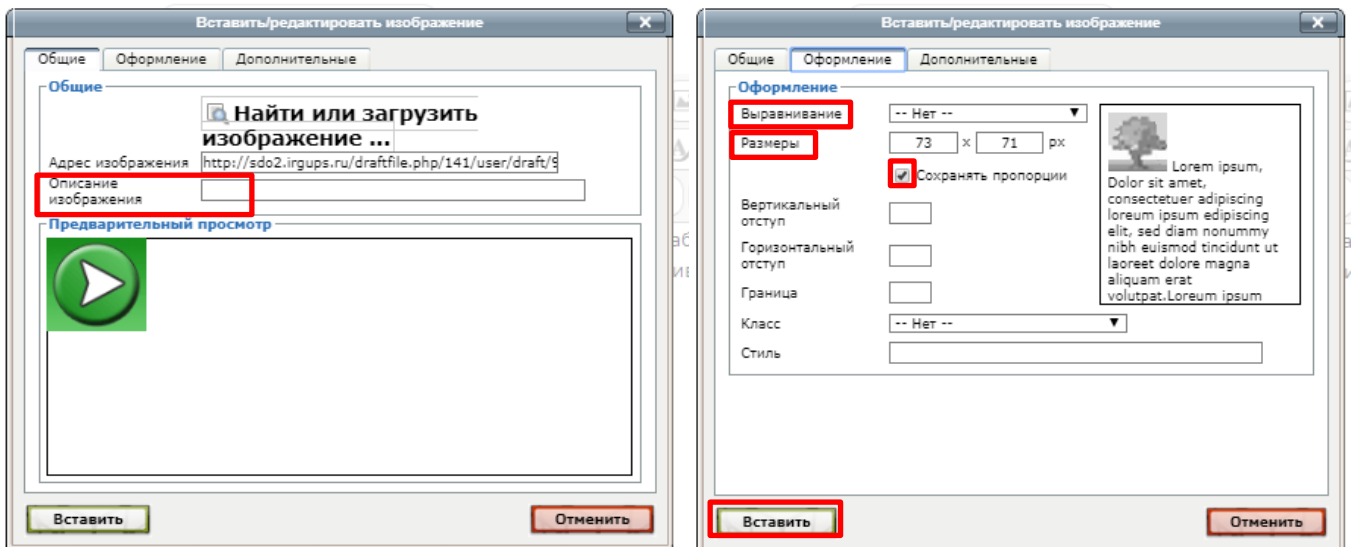 Вставить/редактировать изображение
Общие Оформление Дополнительные
Общие
Найти или загрузить
изображение ...
Адрес изображения http://sdo2.irgups.ru/draftfile.php/141/user/draft/9
Описание
изображения
Предварительный просмотр
Вставить Отменить
Вставить/редактировать изображение
Общие Оформление Дополнительные
Оформление
Выравнивание -- Нет --
Размеры 73 x 71 px
Сохранять пропорции
Вертикальный
отступ
Горизонтальный
отступ
Граница
Класс -- Нет --
Стиль
Lorem ipsum,
Dolor sit amet,
consectetuer adipiscing
loreum ipsum edipiscing
elit, sed diam nonummy
nibh euismod tincidunt ut
laoreet dolore magna
aliquam erat
volutpat.Loreum ipsum
Вставить Отменить